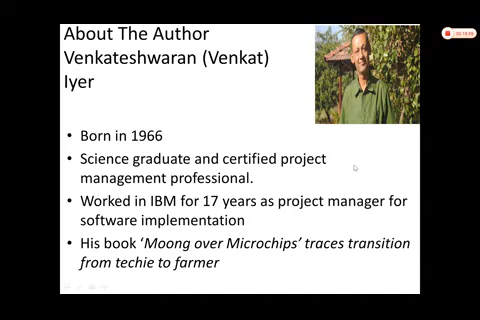 About The Author
Venkateshwaran (Venkat)
Iyer
• Born in 1966
• Science graduate and certified project
management professional.
• Worked in IBM for 17 years as project manager for
software implementation
• His book ‘Moong over Microchips’ traces transition
from techie to farmer